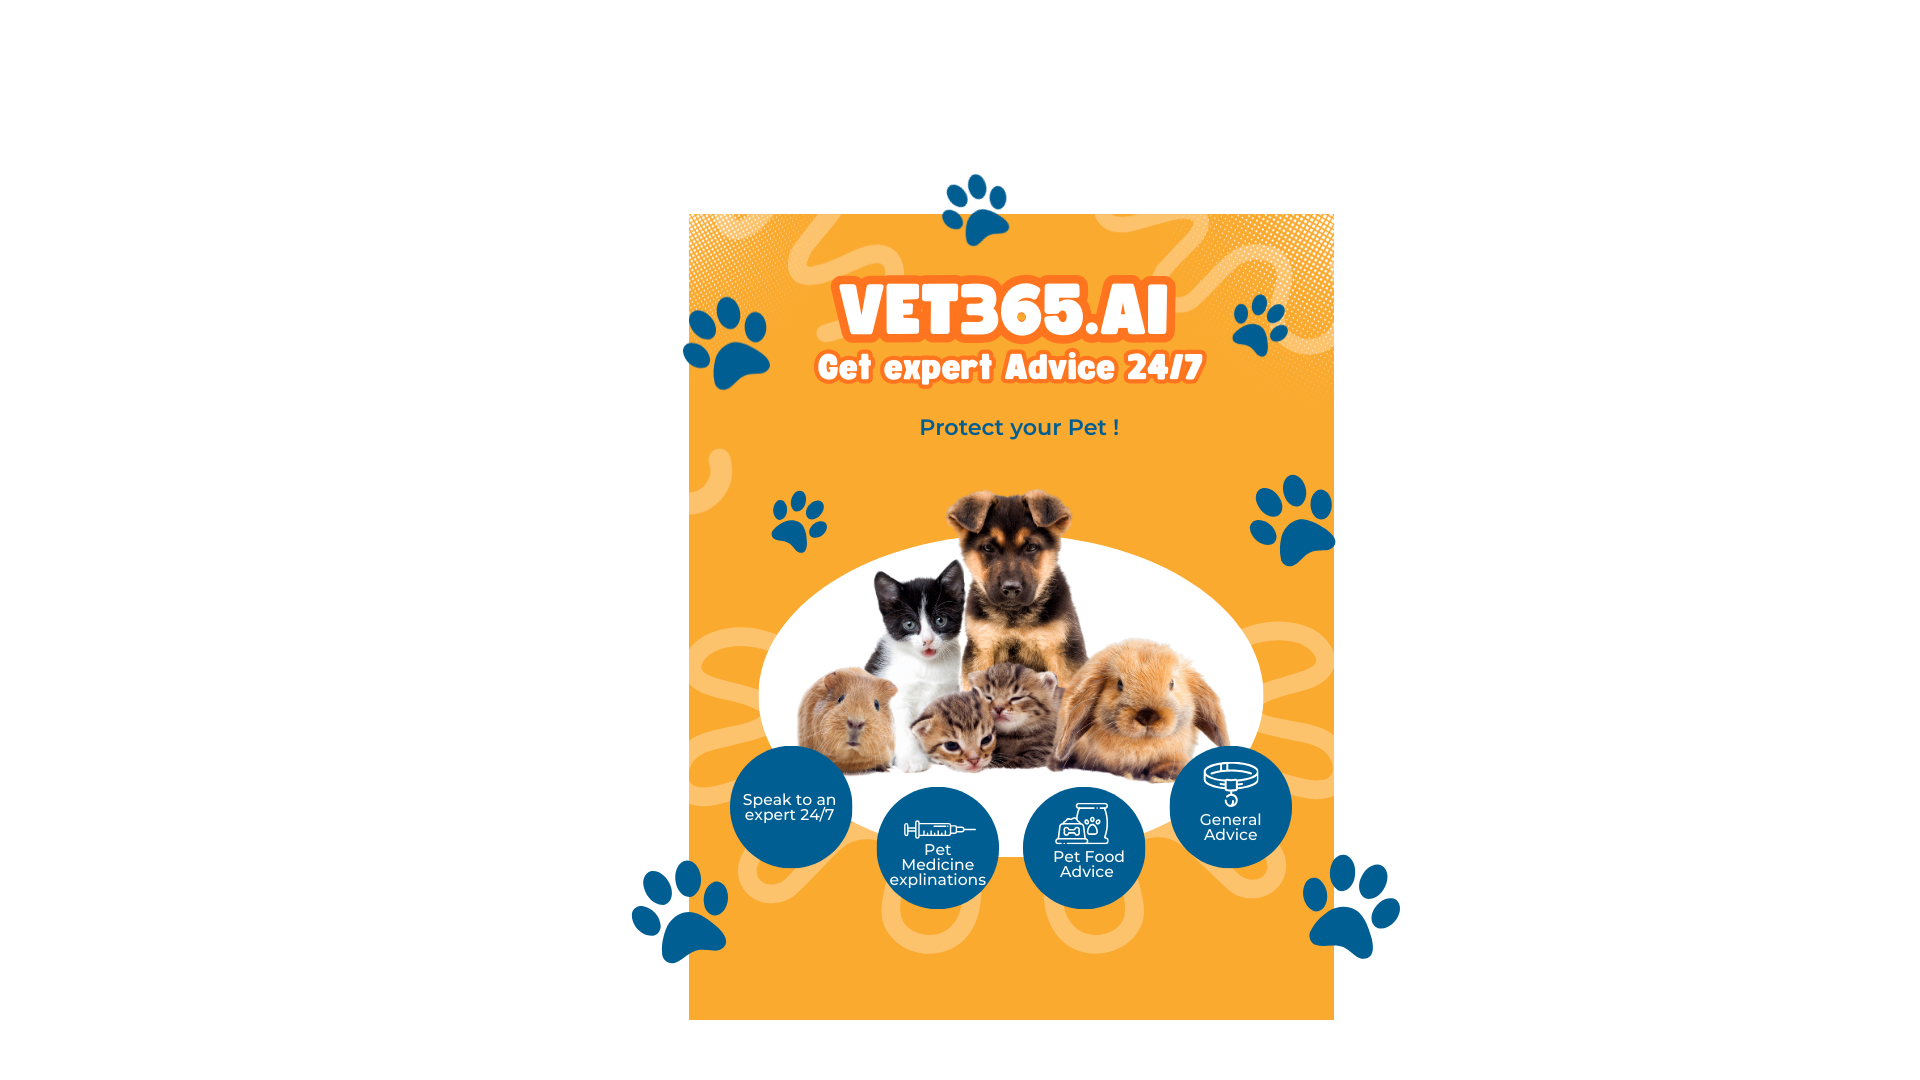 VET365.AI
Get expert Advice 24/7
Protect your Pet !
Speak to an
expert 24/7
Pet
Medicine
explinations
Pet Food
Advice
General
Advice